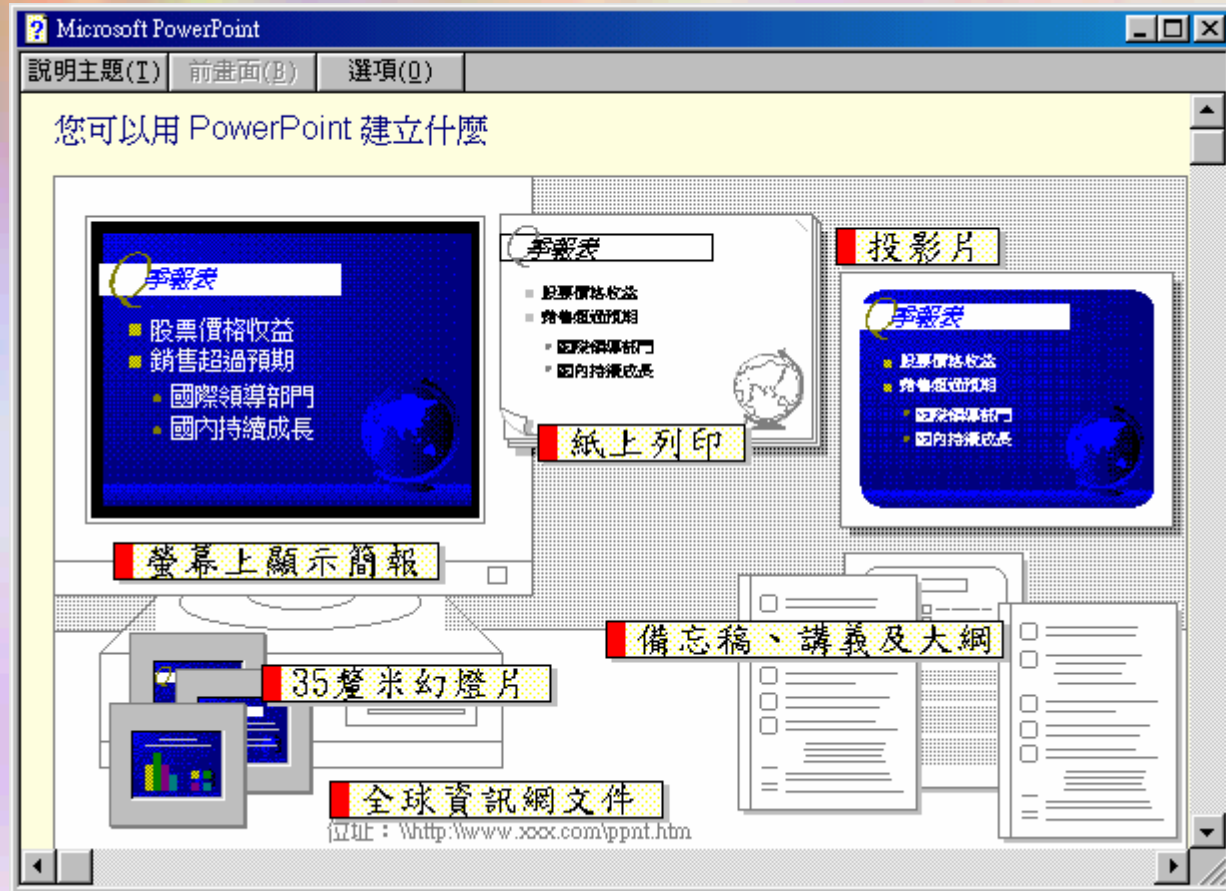 Microsoft PowerPoint
說明主題(T) 前畫面(B) 選項(O)
您可以用 PowerPoint 建立什麼
季報表
股票價格收益
銷售超過預期
國際領導部門
國內持續成長
螢幕上顯示簡報
季報表
股票價格收益
銷售超過預期
國際領導部門
國內持續成長
紙上列印
投影片
季報表
股票價格收益
銷售超過預期
國際領導部門
國內持續成長
備忘稿、講義及大綱
35釐米幻燈片
全球資訊網文件
位址：\\http:\\www.xxx.com\ppnt.htm